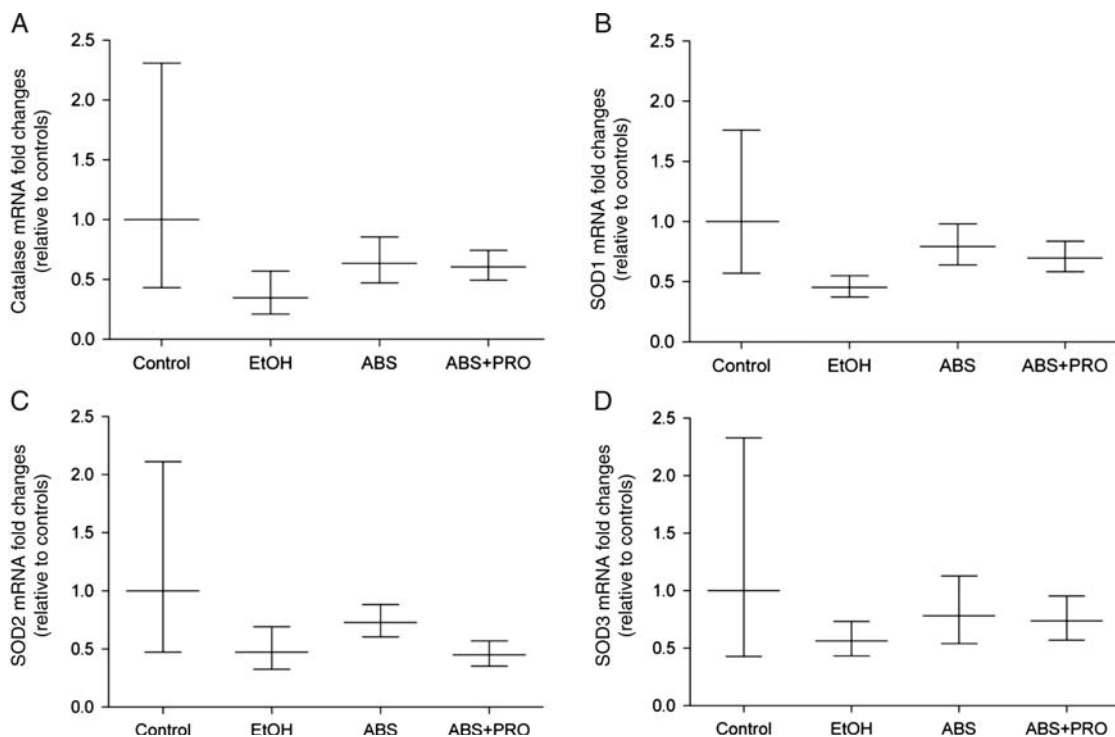 A
Catalase mRNA fold changes
(relative to controls)
2.5
2.0
1.5
1.0
0.5
0.0
Control EtOH ABS ABS+PRO
B
SOD1 mRNA fold changes
(relative to controls)
2.5
2.0
1.5
1.0
0.5
0.0
Control EtOH ABS ABS+PRO
C
SOD2 mRNA fold changes
(relative to controls)
2.5
2.0
1.5
1.0
0.5
0.0
Control EtOH ABS ABS+PRO
D
SOD3 mRNA fold changes
(relative to controls)
2.5
2.0
1.5
1.0
0.5
0.0
Control EtOH ABS ABS+PRO